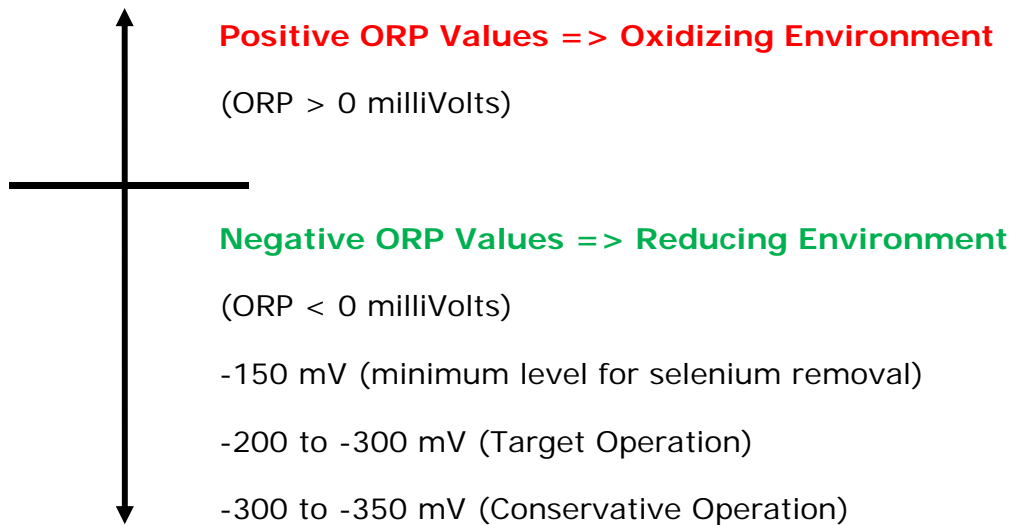 Positive ORP Values => Oxidizing Environment
(ORP > 0 milliVolts)
Negative ORP Values => Reducing Environment
(ORP < 0 milliVolts)
-150 mV (minimum level for selenium removal)
-200 to -300 mV (Target Operation)
-300 to -350 mV (Conservative Operation)